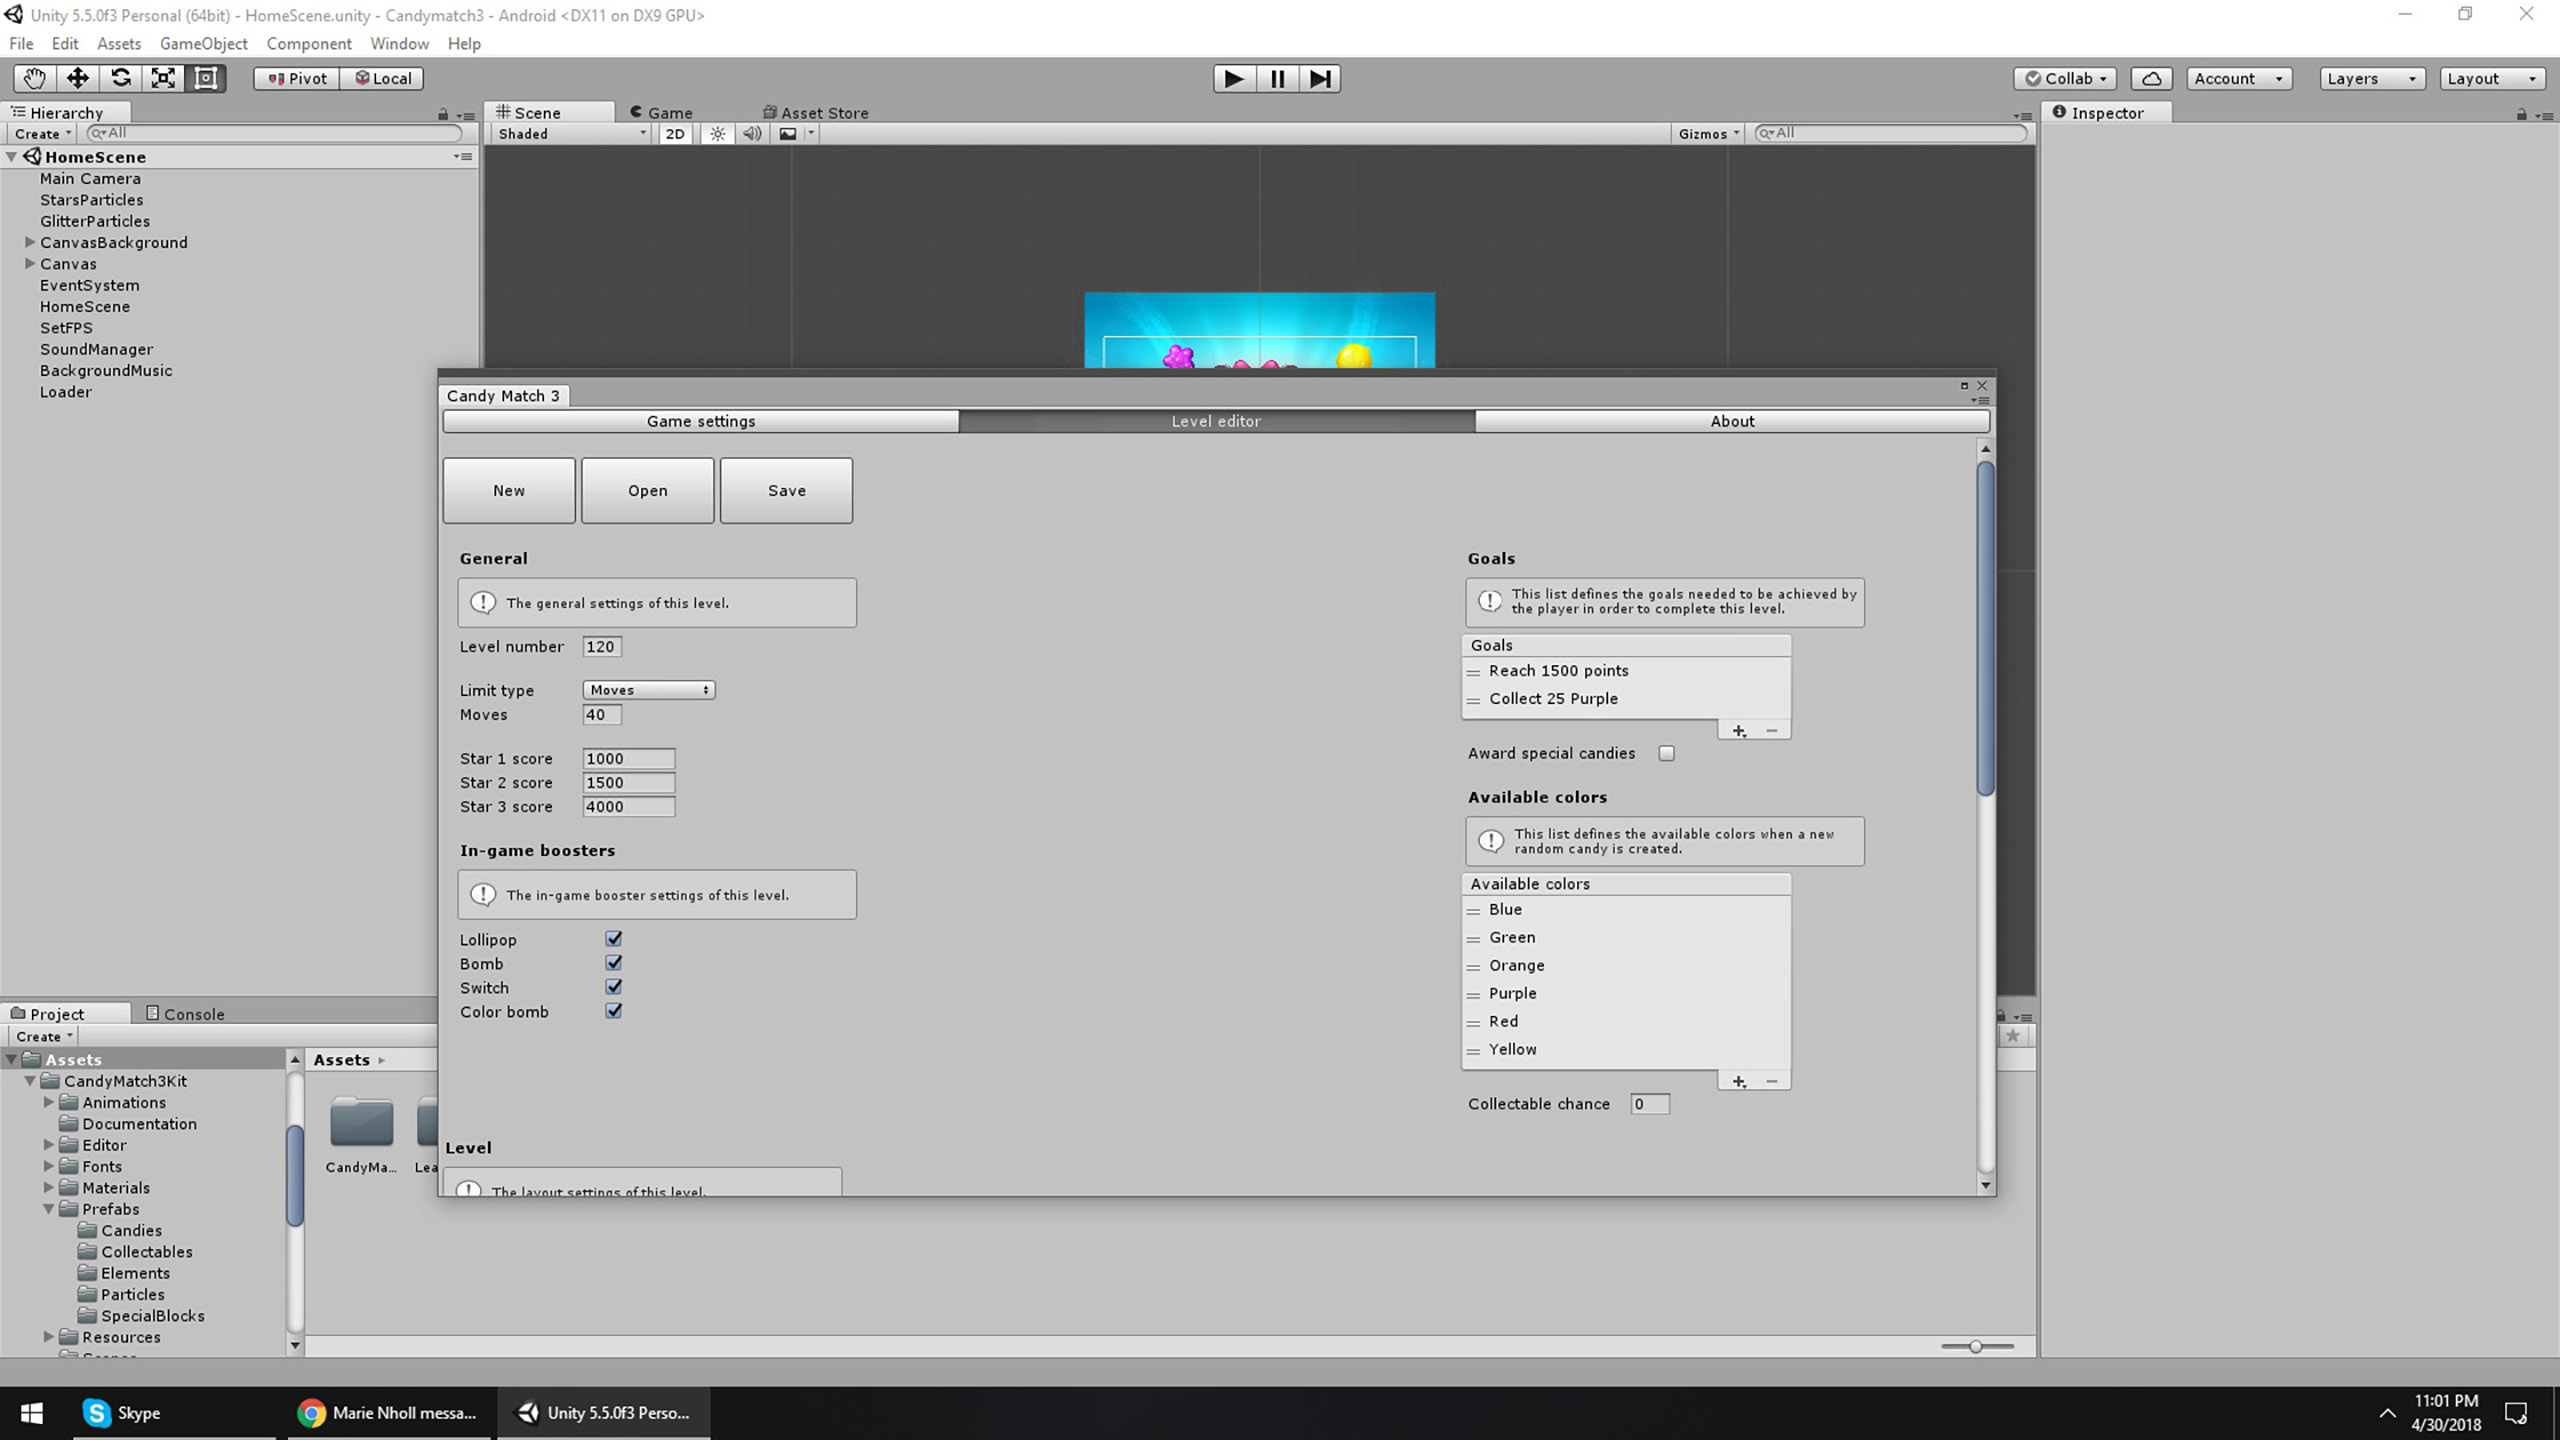 Unity 5.5.0f3 Personal (64bit) - HomeScene.unity - Candymatch3 - Android <DX11 on DX9 GPU>
File Edit Assets GameObject Component Window Help
Pivot Local Collab Account Layers Layout
Hierarchy
Create All
HomeScene
Main Camera
StarsParticles
GlitterParticles
CanvasBackground
Canvas
EventSystem
HomeScene
SetFPS
SoundManager
BackgroundMusic
Loader
Scene Game Asset Store
Shaded 2D Gizmos All
Inspector
Candy Match 3
Game settings Level editor About
New Open Save
General
The general settings of this level.
Level number 120
Limit type Moves
Moves 40
Star 1 score 1000
Star 2 score 1500
Star 3 score 4000
In-game boosters
The in-game booster settings of this level.
Lollipop
Bomb
Switch
Color bomb
Level
The layout settings of this level.
Goals
This list defines the goals needed to be achieved by
the player in order to complete this level.
Goals
Reach 1500 points
Collect 25 Purple
Award special candies
Available colors
This list defines the available colors when a new
random candy is created.
Available colors
Blue
Green
Orange
Purple
Red
Yellow
Collectable chance 0
Project Console
Create
Assets
CandyMatch3Kit
Animations
Documentation
Editor
Fonts
Materials
Prefabs
Candies
Collectables
Elements
Particles
SpecialBlocks
Resources
Assets
CandyMa... Lea
Skype
Marie Nholl messa...
Unity 5.5.0f3 Perso...
11:01 PM
4/30/2018